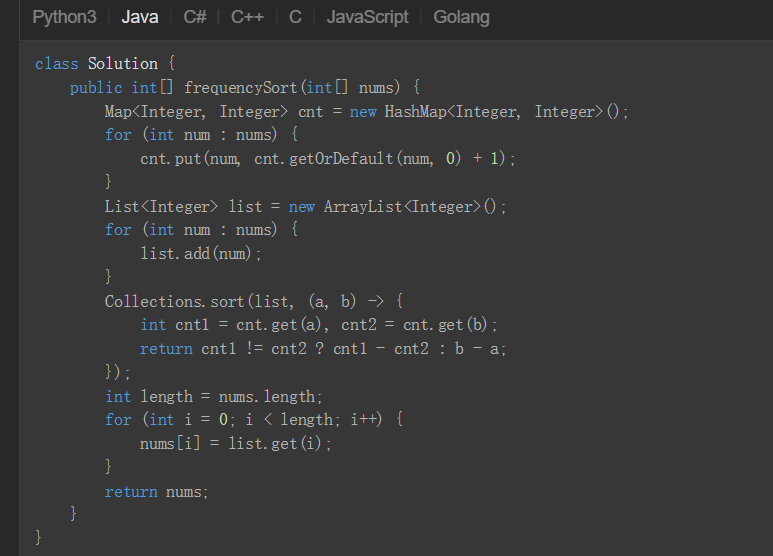 Python3 Java C# C++ C JavaScript Golang
class Solution {
    public int[] frequencySort(int[] nums) {
        Map<Integer, Integer> cnt = new HashMap<Integer, Integer>();
        for (int num : nums) {
            cnt.put(num, cnt.getOrDefault(num, 0) + 1);
        }
        List<Integer> list = new ArrayList<Integer>();
        for (int num : nums) {
            list.add(num);
        }
        Collections.sort(list, (a, b) -> {
            int cnt1 = cnt.get(a), cnt2 = cnt.get(b);
            return cnt1 != cnt2 ? cnt1 - cnt2 : b - a;
        });
        int length = nums.length;
        for (int i = 0; i < length; i++) {
            nums[i] = list.get(i);
        }
        return nums;
    }
}